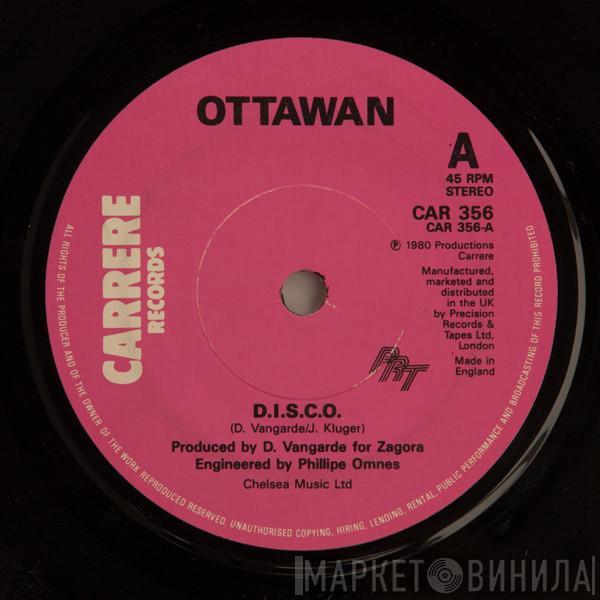 OTTAWAN
A
45 RPM
STEREO
CAR 356
CAR 356-A
℗ 1980 Productions
Carrere
Manufactured,
marketed and
distributed
in the UK
by Precision
Records &
Tapes Ltd,
London
Made in
England
PRT
CARRERE
RECORDS
D.I.S.C.O.
(D. Vangarde/J. Kluger)
Produced by D. Vangarde for Zagora
Engineered by Phillipe Omnes
Chelsea Music Ltd
ALL RIGHTS OF THE PRODUCER AND OF THE OWNER OF THE WORK REPRODUCED RESERVED. UNAUTHORISED COPYING, HIRING, LENDING, RENTAL, PUBLIC PERFORMANCE AND BROADCASTING OF THIS RECORD PROHIBITED
МАРКЕТ ВИНИЛА